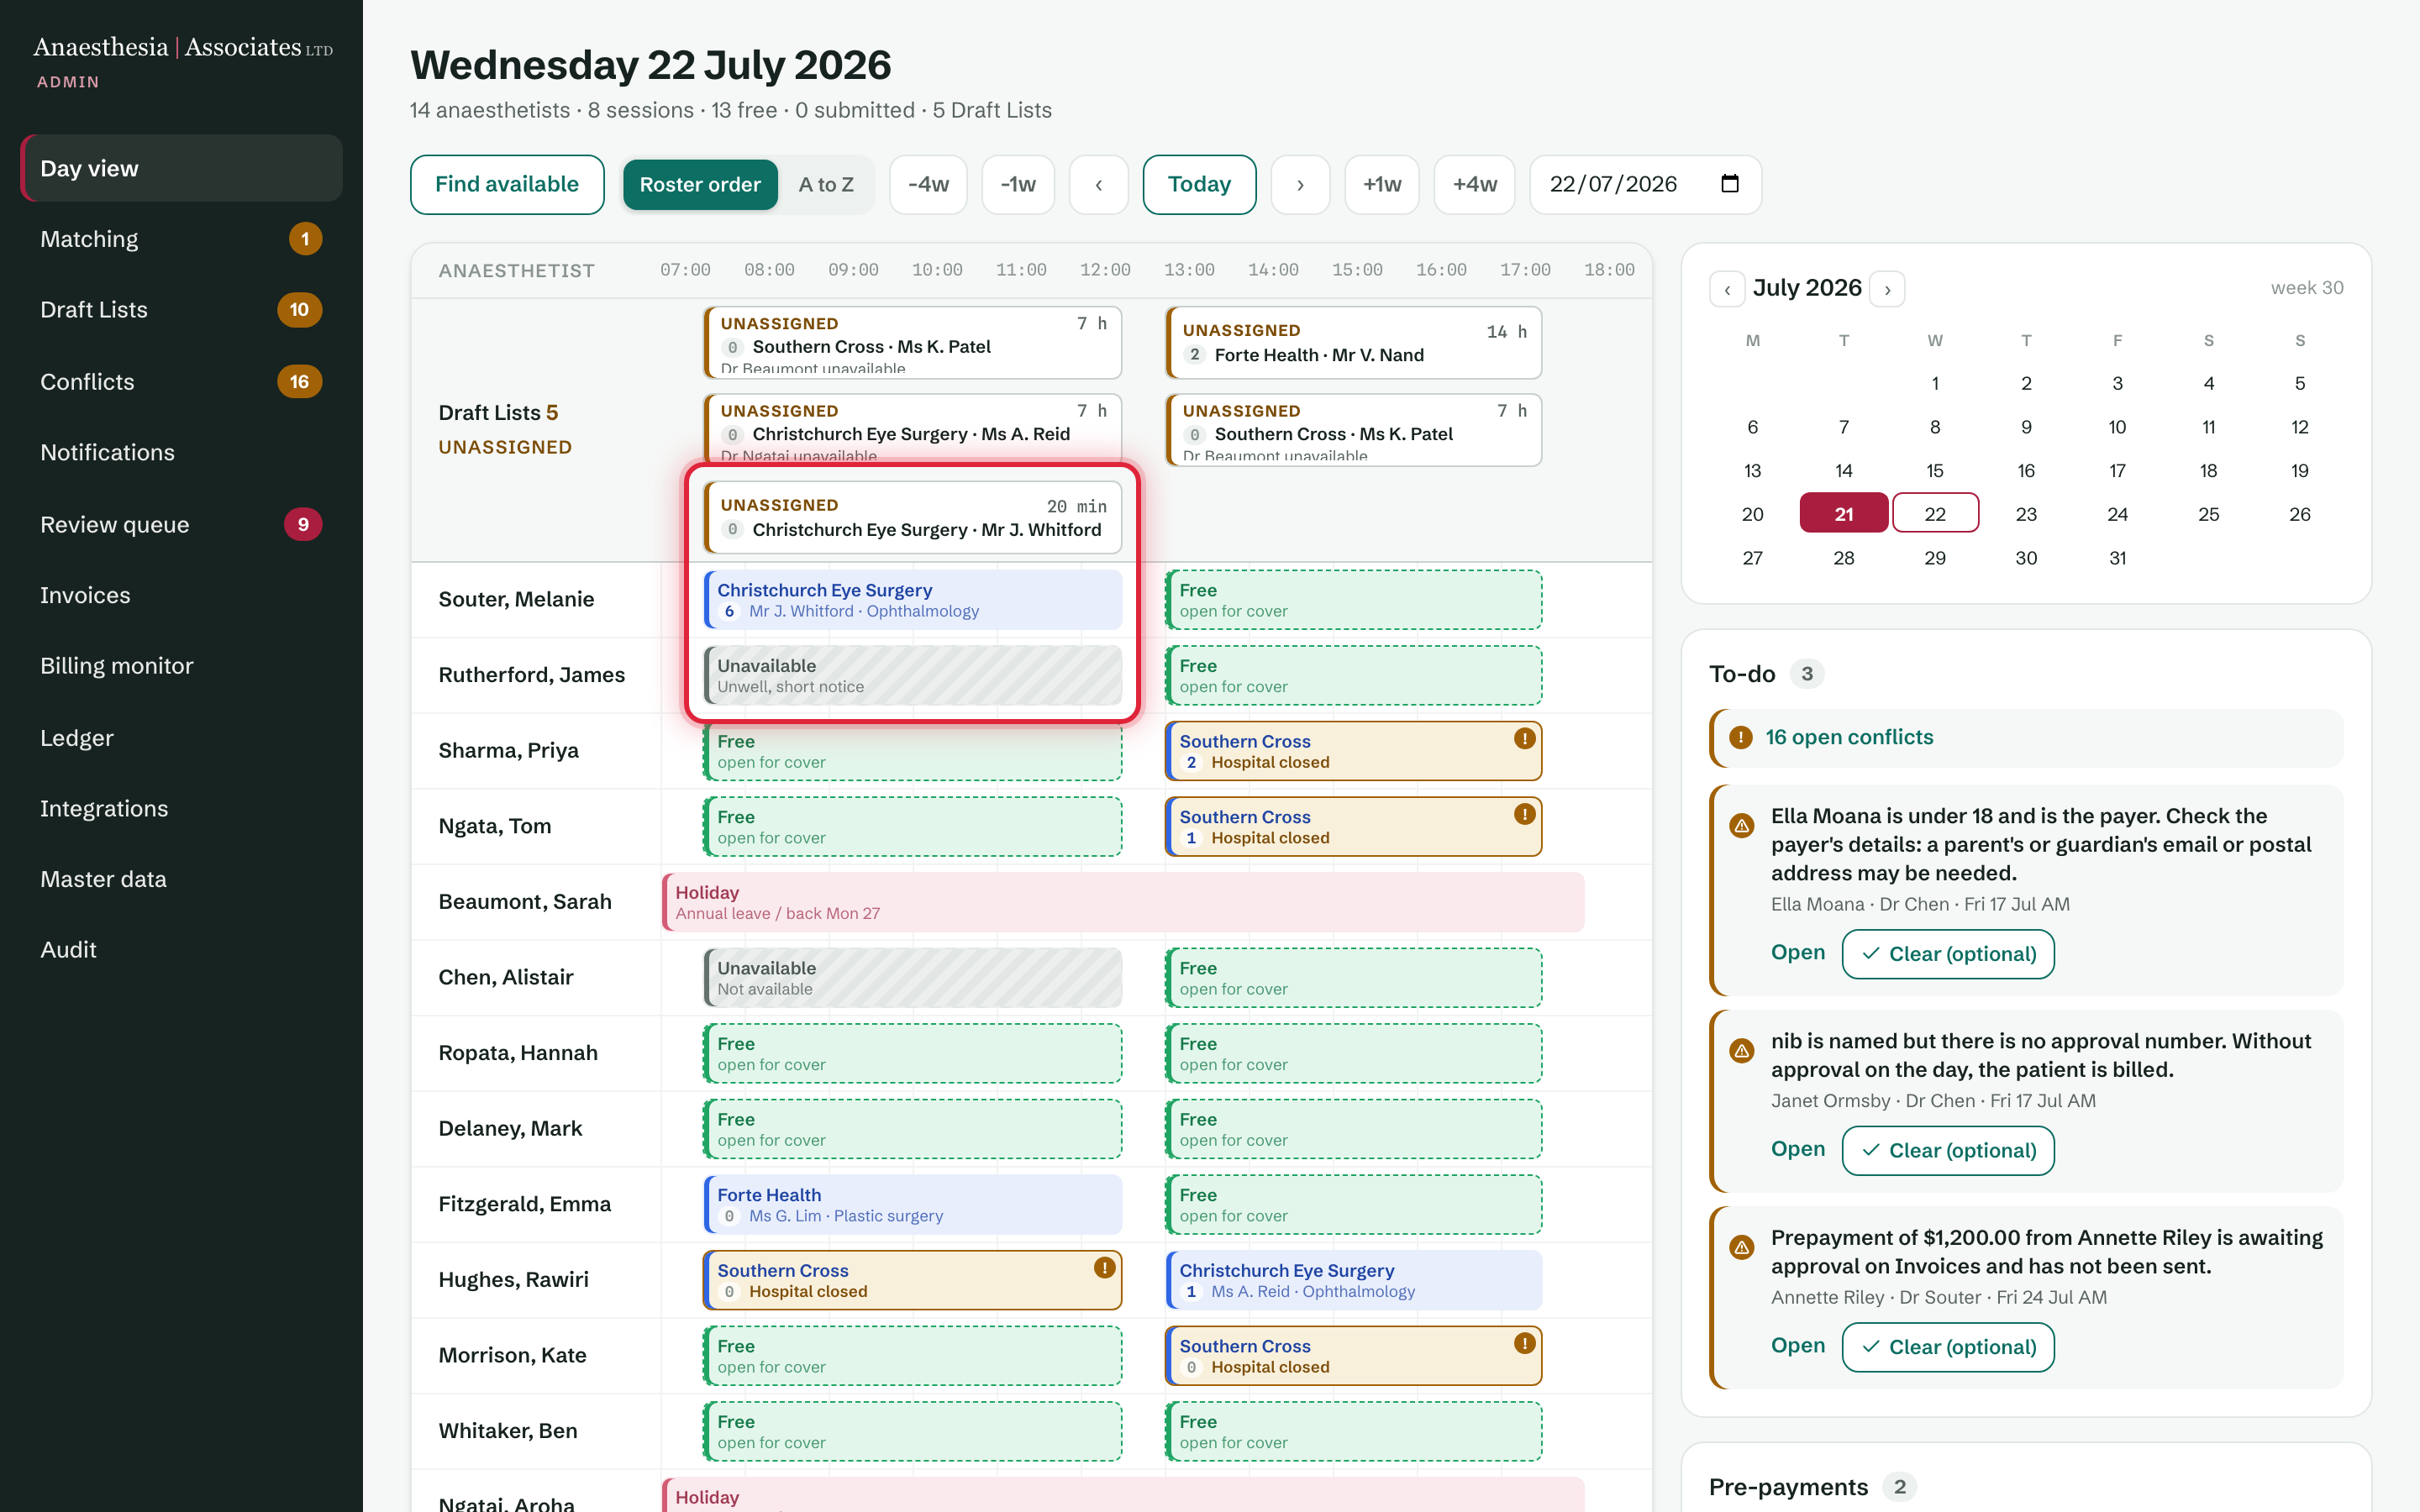 Anaesthesia | Associates LTD
ADMIN
Day view
Matching 1
Draft Lists 10
Conflicts 16
Notifications
Review queue 9
Invoices
Billing monitor
Ledger
Integrations
Master data
Audit
Wednesday 22 July 2026
14 anaesthetists · 8 sessions · 13 free · 0 submitted · 5 Draft Lists
Find available Roster order A to Z -4w -1w ‹ Today › +1w +4w 22/07/2026
ANAESTHETIST 07:00 08:00 09:00 10:00 11:00 12:00 13:00 14:00 15:00 16:00 17:00 18:00
Draft Lists 5
UNASSIGNED
UNASSIGNED 7 h
0 Southern Cross · Ms K. Patel
Dr Beaumont unavailable
UNASSIGNED 14 h
2 Forte Health · Mr V. Nand
UNASSIGNED 7 h
0 Christchurch Eye Surgery · Ms A. Reid
Dr Ngatai unavailable
UNASSIGNED 7 h
0 Southern Cross · Ms K. Patel
Dr Beaumont unavailable
UNASSIGNED 20 min
0 Christchurch Eye Surgery · Mr J. Whitford
Souter, Melanie
Christchurch Eye Surgery
6 Mr J. Whitford · Ophthalmology
Free
open for cover
Rutherford, James
Unavailable
Unwell, short notice
Free
open for cover
Sharma, Priya
Free
open for cover
Southern Cross !
2 Hospital closed
Ngata, Tom
Free
open for cover
Southern Cross !
1 Hospital closed
Beaumont, Sarah
Holiday
Annual leave / back Mon 27
Chen, Alistair
Unavailable
Not available
Free
open for cover
Ropata, Hannah
Free
open for cover
Free
open for cover
Delaney, Mark
Free
open for cover
Free
open for cover
Fitzgerald, Emma
Forte Health
0 Ms G. Lim · Plastic surgery
Free
open for cover
Hughes, Rawiri
Southern Cross !
0 Hospital closed
Christchurch Eye Surgery
1 Ms A. Reid · Ophthalmology
Morrison, Kate
Free
open for cover
Southern Cross !
0 Hospital closed
Whitaker, Ben
Free
open for cover
Free
open for cover
Ngatai, Aroha
Holiday
‹ July 2026 › week 30
M T W T F S S
1 2 3 4 5
6 7 8 9 10 11 12
13 14 15 16 17 18 19
20 21 22 23 24 25 26
27 28 29 30 31
To-do 3
! 16 open conflicts
Ella Moana is under 18 and is the payer. Check the
payer's details: a parent's or guardian's email or postal
address may be needed.
Ella Moana · Dr Chen · Fri 17 Jul AM
Open ✓ Clear (optional)
nib is named but there is no approval number. Without
approval on the day, the patient is billed.
Janet Ormsby · Dr Chen · Fri 17 Jul AM
Open ✓ Clear (optional)
Prepayment of $1,200.00 from Annette Riley is awaiting
approval on Invoices and has not been sent.
Annette Riley · Dr Souter · Fri 24 Jul AM
Open ✓ Clear (optional)
Pre-payments 2